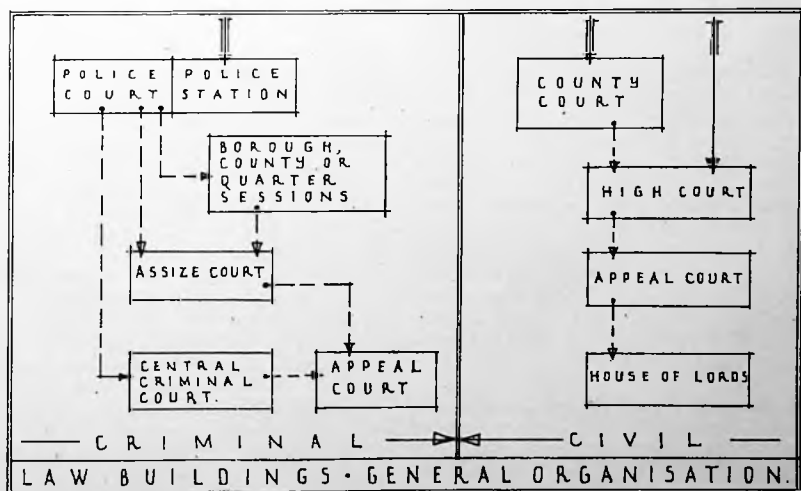 POLICE
COURT
POLICE
STATION
BOROUGH,
COUNTY OR
QUARTER
SESSIONS
ASSIZE COURT
CENTRAL
CRIMINAL
COURT.
APPEAL
COURT
CRIMINAL
COUNTY
COURT
HIGH COURT
APPEAL COURT
HOUSE OF LORDS
CIVIL
LAW BUILDINGS · GENERAL ORGANISATION.